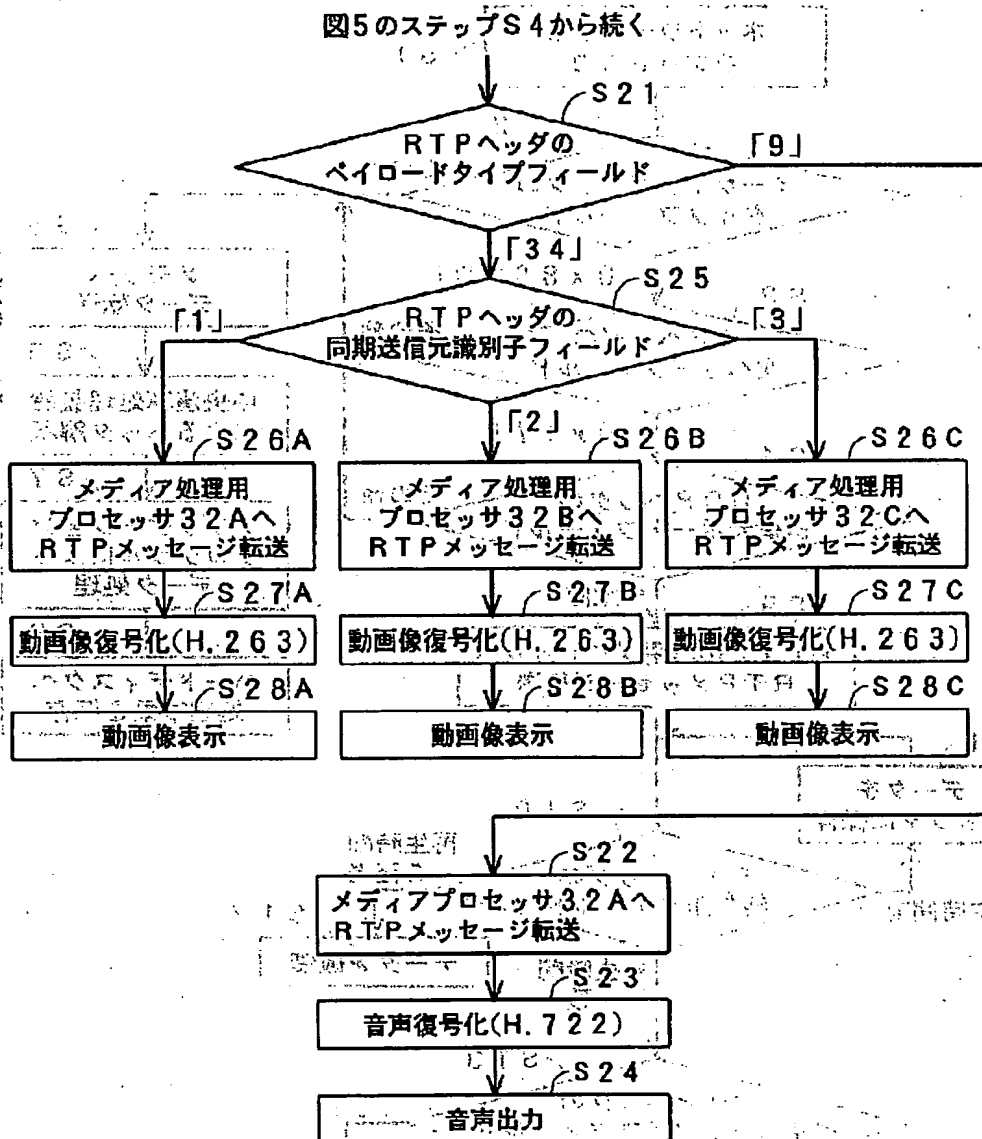 図5のステップS4から続く
S21
RTPヘッダの
ペイロードタイプフィールド
「9」
「34」
S25
RTPヘッダの
同期送信元識別子フィールド
「1」
「3」
「2」
S26A
メディア処理用
プロセッサ32Aへ
RTPメッセージ転送
S26B
メディア処理用
プロセッサ32Bへ
RTPメッセージ転送
S26C
メディア処理用
プロセッサ32Cへ
RTPメッセージ転送
S27A
動画像復号化(H.263)
S27B
動画像復号化(H.263)
S27C
動画像復号化(H.263)
S28A
動画像表示
S28B
動画像表示
S28C
動画像表示
S22
メディアプロセッサ32Aへ
RTPメッセージ転送
S23
音声復号化(H.722)
S24
音声出力